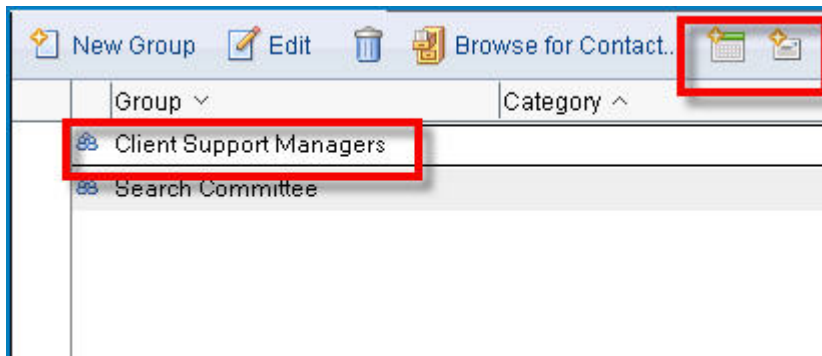 New Group Edit Browse for Contact..
Group Category
Client Support Managers
Search Committee